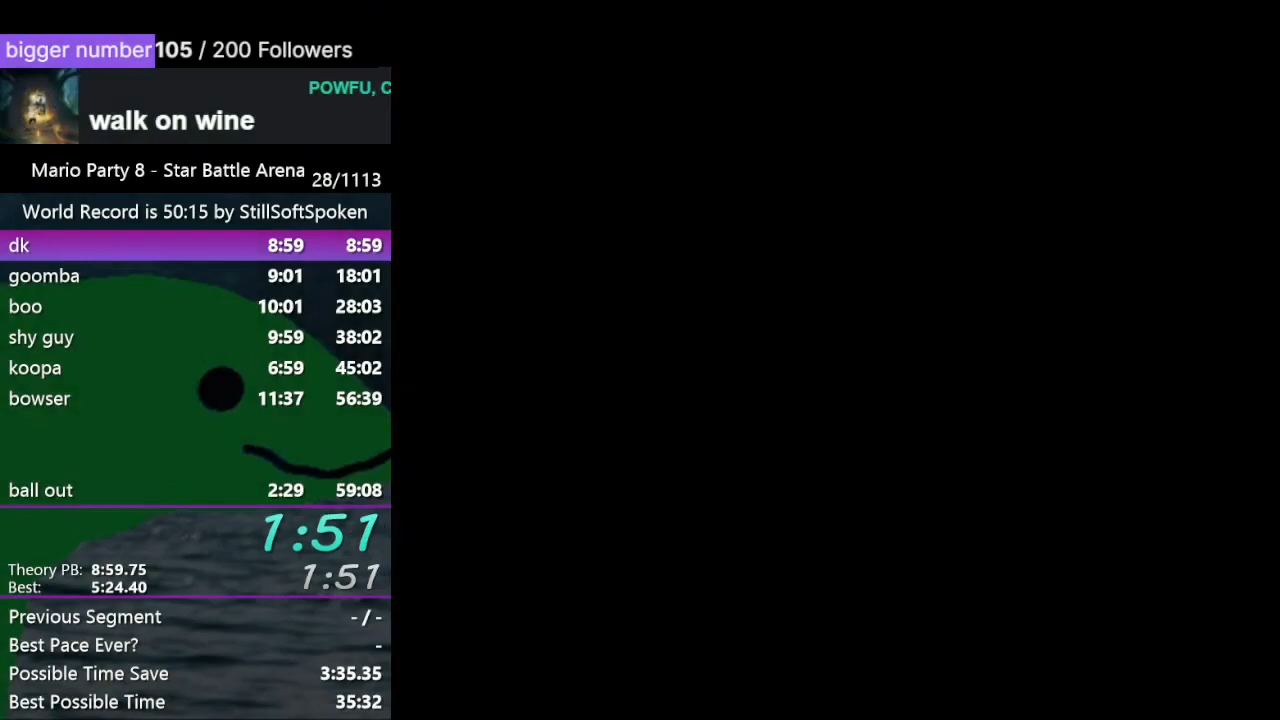 bigger number 105 / 200 Followers
POWFU, C
walk on wine
Mario Party 8 - Star Battle Arena
28/1113
World Record is 50:15 by StillSoftSpoken
dk 8:59 8:59
goomba 9:01 18:01
boo 10:01 28:03
shy guy 9:59 38:02
koopa 6:59 45:02
bowser 11:37 56:39
ball out 2:29 59:08
1:51
Theory PB: 8:59.75
Best: 5:24.40
1:51
Previous Segment - / -
Best Pace Ever? -
Possible Time Save 3:35.35
Best Possible Time 35:32